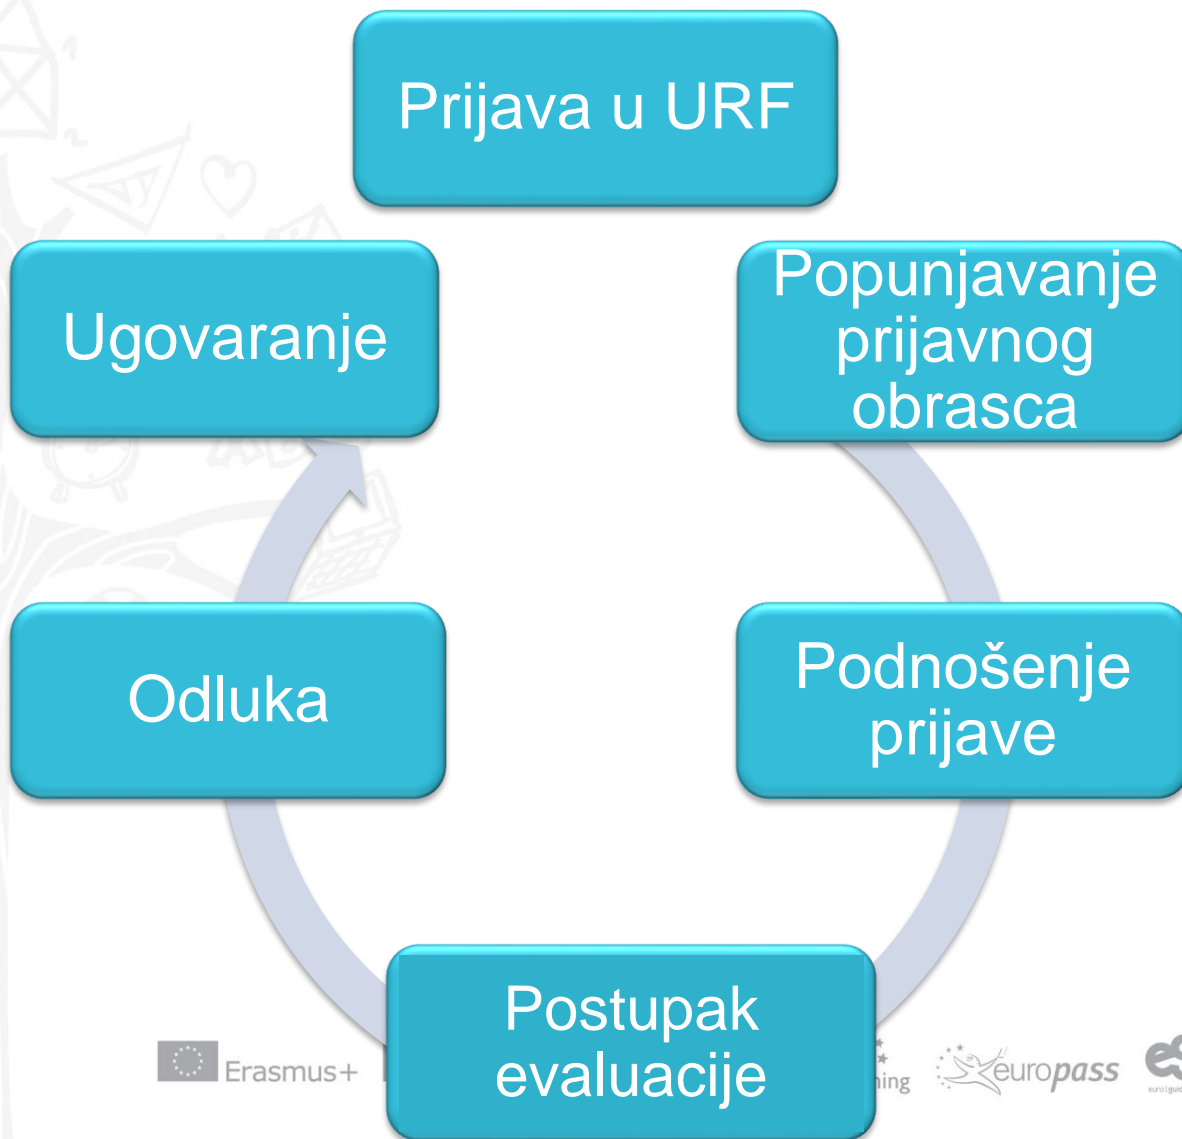 Prijava u URF
Popunjavanje
prijavnog
obrasca
Podnošenje
prijave
Postupak
evaluacije
Odluka
Ugovaranje
Erasmus+
europass